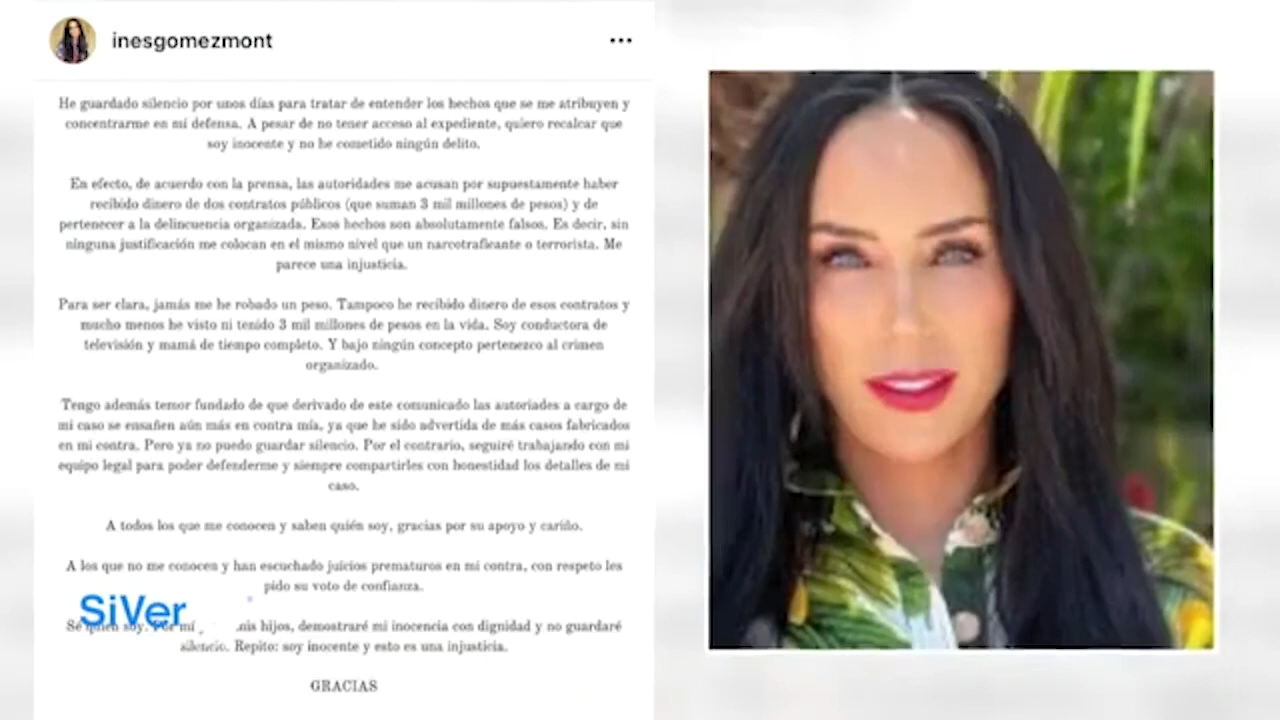 inesgomezmont
He guardado silencio por unos días para tratar de entender los hechos que se me atribuyen y
concentrarme en mi defensa. A pesar de no tener acceso al expediente, quiero recalcar que
soy inocente y no he cometido ningún delito.
En efecto, de acuerdo con la prensa, las autoridades me acusan por supuestamente haber
recibido dinero de dos contratos públicos (que suman 3 mil millones de pesos) y de
pertenecer a la delincuencia organizada. Esos hechos son absolutamente falsos. Es decir, sin
ninguna justificación me colocan en el mismo nivel que un narcotraficante o terrorista. Me
parece una injusticia.
Para ser clara, jamás me he robado un peso. Tampoco he recibido dinero de esos contratos y
mucho menos he visto ni tenido 3 mil millones de pesos en la vida. Soy conductora de
televisión y mamá de tiempo completo. Y bajo ningún concepto pertenezco al crimen
organizado.
Tengo además temor fundado de que derivado de este comunicado las autoriades a cargo de
mi caso se ensañen aún más en contra mía, ya que he sido advertida de más casos fabricados
en mi contra. Pero ya no puedo guardar silencio. Por el contrario, seguiré trabajando con mi
equipo legal para poder defenderme y siempre compartirles con honestidad los detalles de mi
caso.
A todos los que me conocen y saben quién soy, gracias por su apoyo y cariño.
A los que no me conocen y han escuchado juicios prematuros en mi contra, con respeto les
pido su voto de confianza.
SiVer
Sé quién soy. Por mí hijos, demostraré mi inocencia con dignidad y no guardaré
silencio. Repito: soy inocente y esto es una injusticia.
GRACIAS